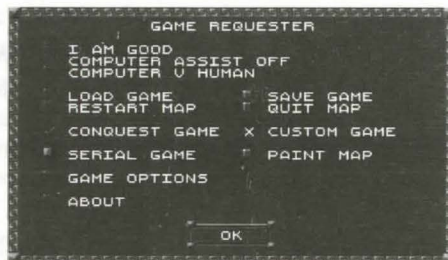 GAME REQUESTER
I AM GOOD
COMPUTER ASSIST OFF
COMPUTER V HUMAN
LOAD GAME SAVE GAME
RESTART MAP QUIT MAP
CONQUEST GAME X CUSTOM GAME
SERIAL GAME PAINT MAP
GAME OPTIONS
ABOUT
OK